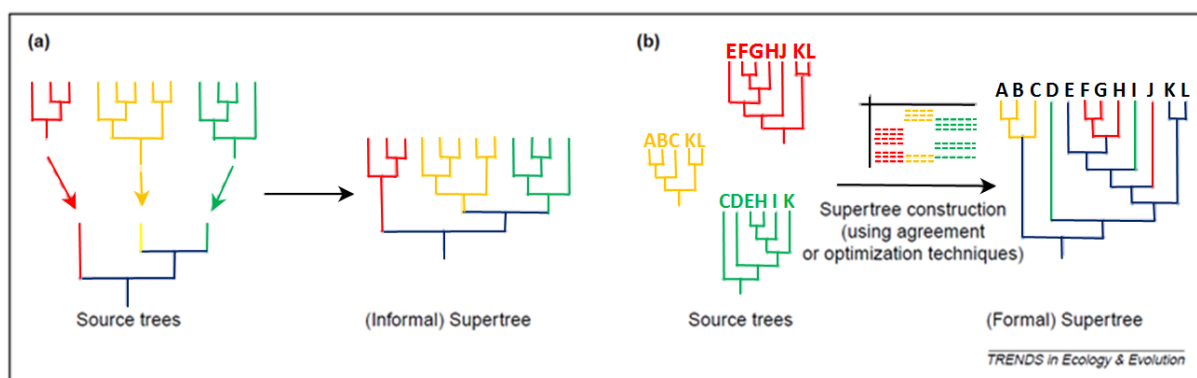 (a)
Source trees
(Informal) Supertree
(b)
EFGHJ KL
ABC KL
CDEH I K
Supertree construction
(using agreement
or optimization techniques)
Source trees
A B C D E F G H I J K L
(Formal) Supertree
TRENDS in Ecology & Evolution